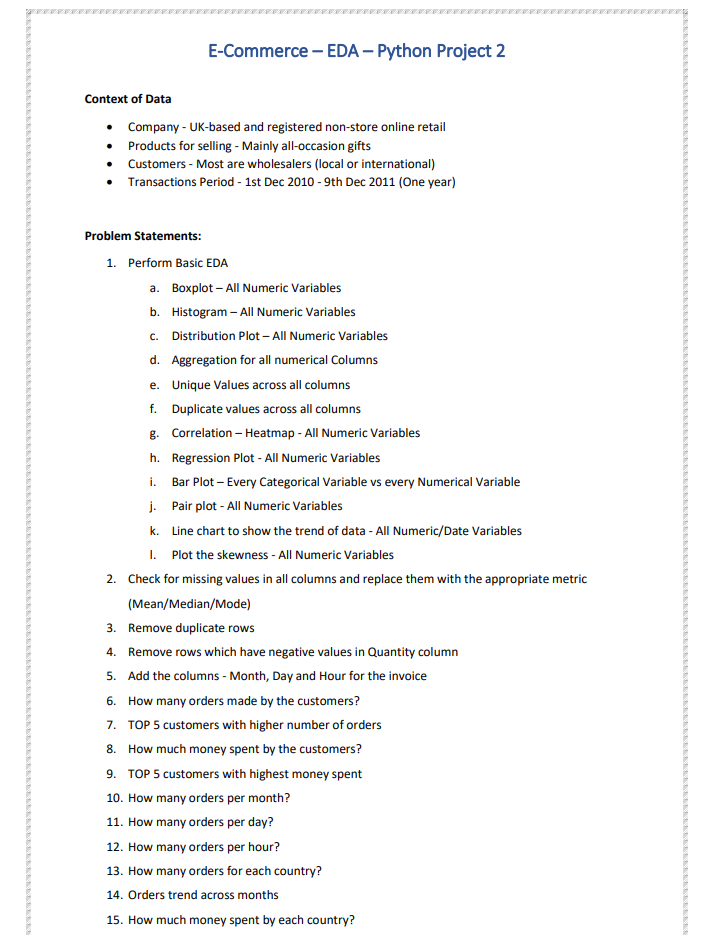 E-Commerce – EDA – Python Project 2
Context of Data
• Company - UK-based and registered non-store online retail
• Products for selling - Mainly all-occasion gifts
• Customers - Most are wholesalers (local or international)
• Transactions Period - 1st Dec 2010 - 9th Dec 2011 (One year)
Problem Statements:
1. Perform Basic EDA
a. Boxplot – All Numeric Variables
b. Histogram – All Numeric Variables
c. Distribution Plot – All Numeric Variables
d. Aggregation for all numerical Columns
e. Unique Values across all columns
f. Duplicate values across all columns
g. Correlation – Heatmap - All Numeric Variables
h. Regression Plot - All Numeric Variables
i. Bar Plot – Every Categorical Variable vs every Numerical Variable
j. Pair plot - All Numeric Variables
k. Line chart to show the trend of data - All Numeric/Date Variables
l. Plot the skewness - All Numeric Variables
2. Check for missing values in all columns and replace them with the appropriate metric
(Mean/Median/Mode)
3. Remove duplicate rows
4. Remove rows which have negative values in Quantity column
5. Add the columns - Month, Day and Hour for the invoice
6. How many orders made by the customers?
7. TOP 5 customers with higher number of orders
8. How much money spent by the customers?
9. TOP 5 customers with highest money spent
10. How many orders per month?
11. How many orders per day?
12. How many orders per hour?
13. How many orders for each country?
14. Orders trend across months
15. How much money spent by each country?